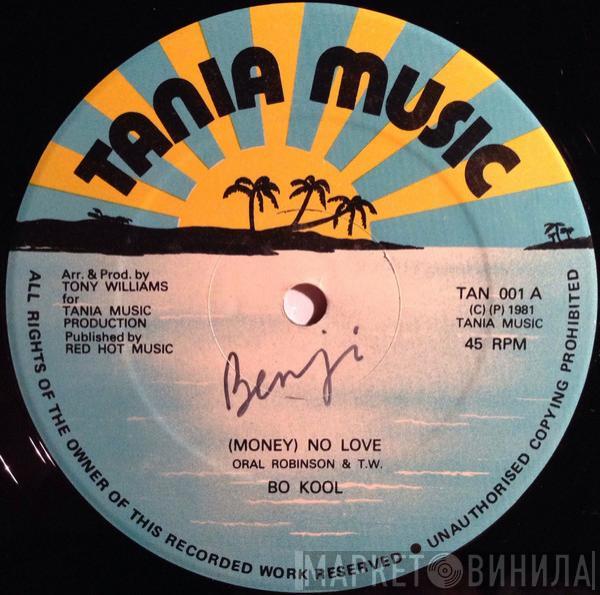 TANIA MUSIC
Arr. & Prod. by
TONY WILLIAMS
for
TANIA MUSIC
PRODUCTION
Published by
RED HOT MUSIC
TAN 001 A
(C) (P) 1981
TANIA MUSIC
45 RPM
Benji
(MONEY) NO LOVE
ORAL ROBINSON & T.W.
BO KOOL
ALL RIGHTS OF THE OWNER OF THIS RECORDED WORK RESERVED • UNAUTHORISED COPYING PROHIBITED
МАРКЕТ ВИНИЛА